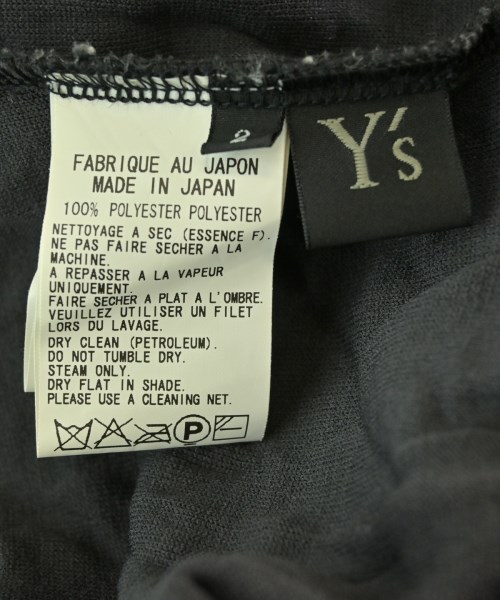 2
Y's
FABRIQUE AU JAPON
MADE IN JAPAN
100% POLYESTER POLYESTER
NETTOYAGE A SEC (ESSENCE F).
NE PAS FAIRE SECHER A LA
MACHINE.
A REPASSER A LA VAPEUR
UNIQUEMENT.
FAIRE SECHER A PLAT A L'OMBRE.
VEUILLEZ UTILISER UN FILET
LORS DU LAVAGE.
DRY CLEAN (PETROLEUM).
DO NOT TUMBLE DRY.
STEAM ONLY.
DRY FLAT IN SHADE.
PLEASE USE A CLEANING NET.
P